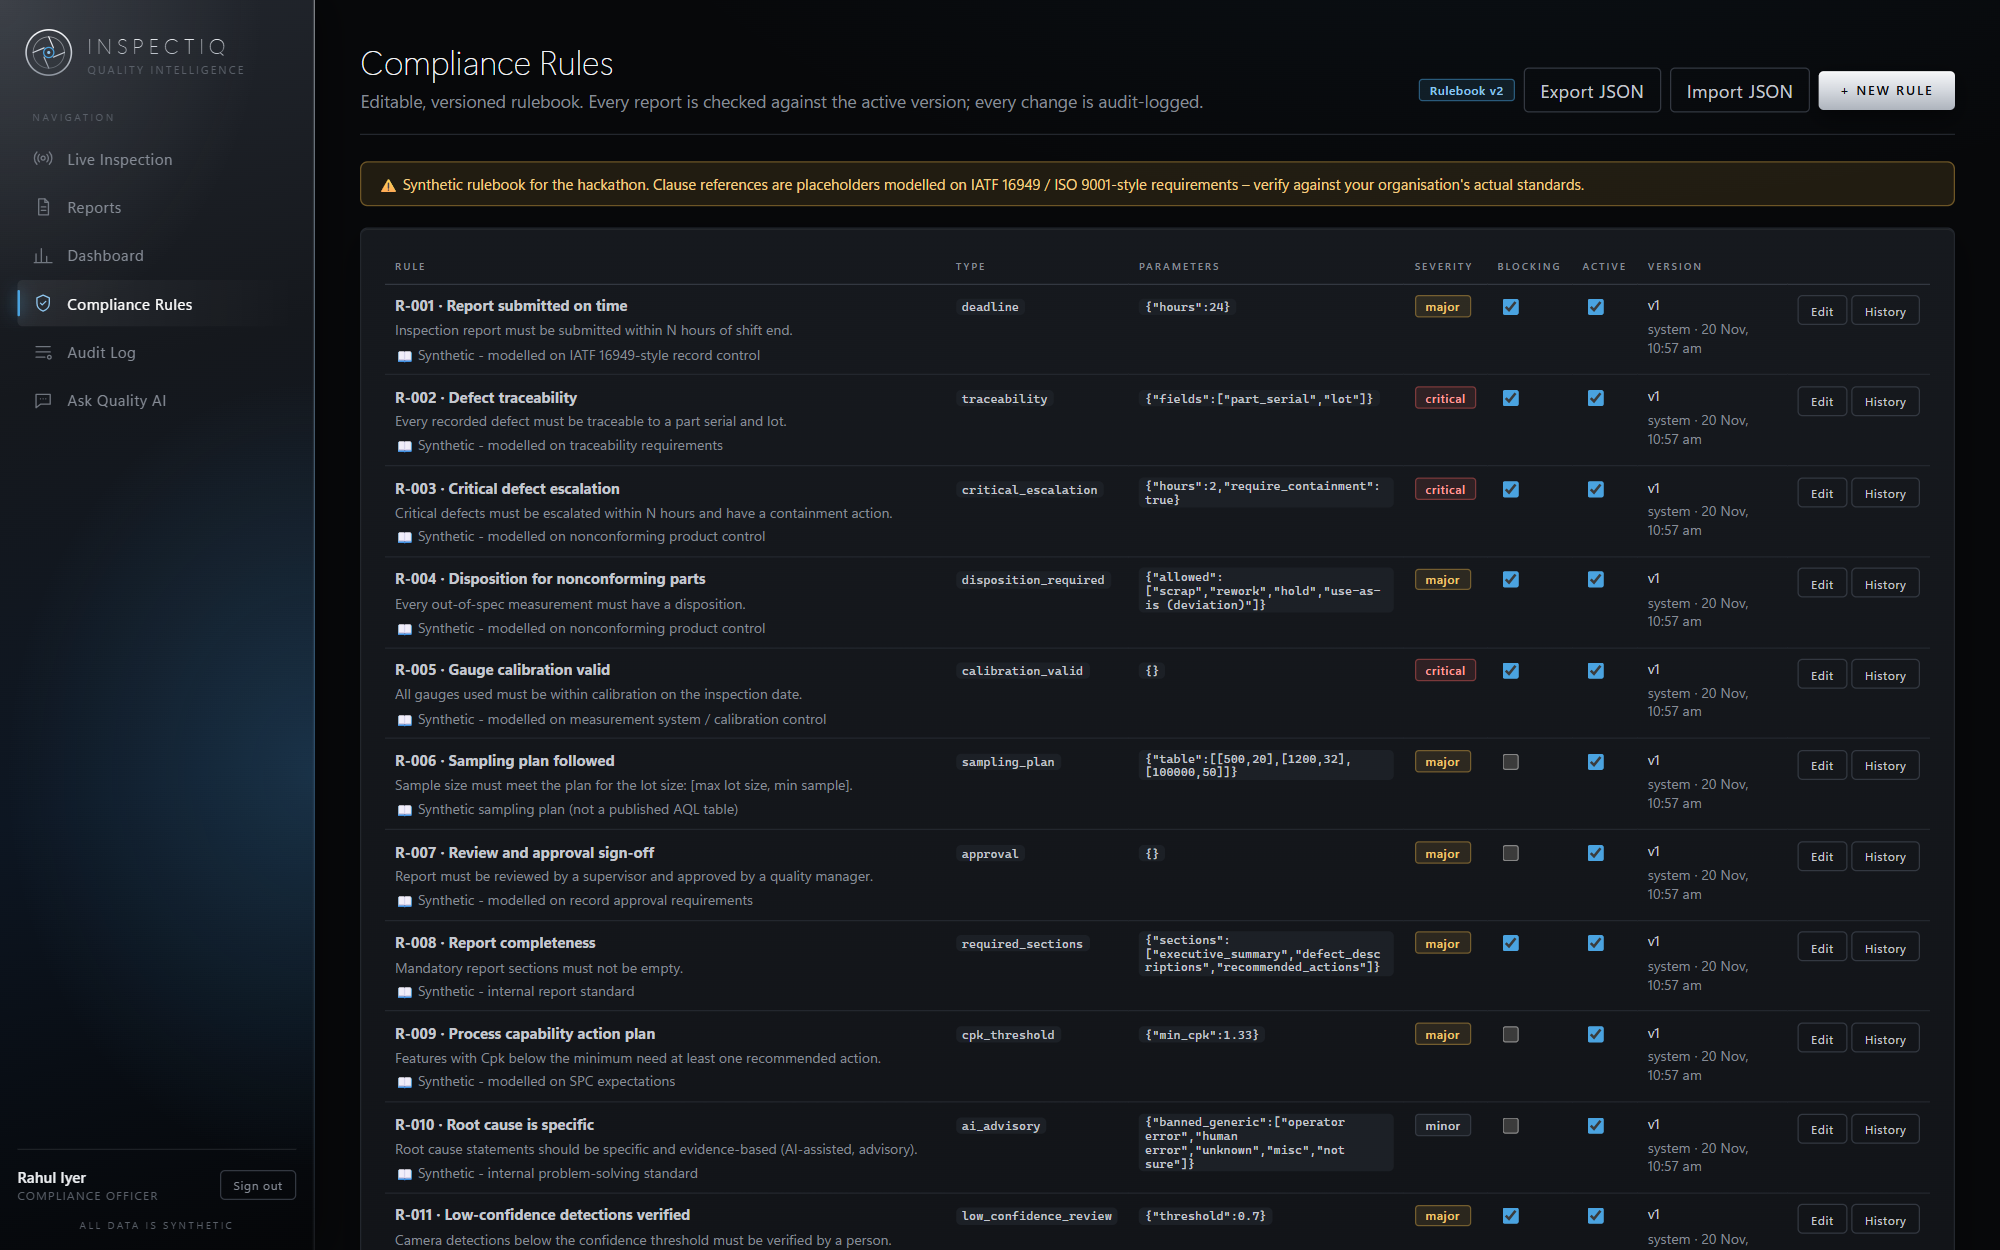 INSPECTIQ
QUALITY INTELLIGENCE
NAVIGATION
Live Inspection
Reports
Dashboard
Compliance Rules
Audit Log
Ask Quality AI
Rahul Iyer
COMPLIANCE OFFICER
Sign out
ALL DATA IS SYNTHETIC
Compliance Rules
Editable, versioned rulebook. Every report is checked against the active version; every change is audit-logged.
Rulebook v2
Export JSON
Import JSON
+ NEW RULE
Synthetic rulebook for the hackathon. Clause references are placeholders modelled on IATF 16949 / ISO 9001-style requirements – verify against your organisation's actual standards.
RULE TYPE PARAMETERS SEVERITY BLOCKING ACTIVE VERSION
R-001 · Report submitted on time
Inspection report must be submitted within N hours of shift end.
Synthetic - modelled on IATF 16949-style record control
deadline
{"hours":24}
major
v1
system · 20 Nov,
10:57 am
Edit
History
R-002 · Defect traceability
Every recorded defect must be traceable to a part serial and lot.
Synthetic - modelled on traceability requirements
traceability
{"fields":["part_serial","lot"]}
critical
v1
system · 20 Nov,
10:57 am
Edit
History
R-003 · Critical defect escalation
Critical defects must be escalated within N hours and have a containment action.
Synthetic - modelled on nonconforming product control
critical_escalation
{"hours":2,"require_containment":
true}
critical
v1
system · 20 Nov,
10:57 am
Edit
History
R-004 · Disposition for nonconforming parts
Every out-of-spec measurement must have a disposition.
Synthetic - modelled on nonconforming product control
disposition_required
{"allowed":
["scrap","rework","hold","use-as-
is (deviation)"]}
major
v1
system · 20 Nov,
10:57 am
Edit
History
R-005 · Gauge calibration valid
All gauges used must be within calibration on the inspection date.
Synthetic - modelled on measurement system / calibration control
calibration_valid
{}
critical
v1
system · 20 Nov,
10:57 am
Edit
History
R-006 · Sampling plan followed
Sample size must meet the plan for the lot size: [max lot size, min sample].
Synthetic sampling plan (not a published AQL table)
sampling_plan
{"table":[[500,20],[1200,32],
[100000,50]]}
major
v1
system · 20 Nov,
10:57 am
Edit
History
R-007 · Review and approval sign-off
Report must be reviewed by a supervisor and approved by a quality manager.
Synthetic - modelled on record approval requirements
approval
{}
major
v1
system · 20 Nov,
10:57 am
Edit
History
R-008 · Report completeness
Mandatory report sections must not be empty.
Synthetic - internal report standard
required_sections
{"sections":
["executive_summary","defect_desc
riptions","recommended_actions"]}
major
v1
system · 20 Nov,
10:57 am
Edit
History
R-009 · Process capability action plan
Features with Cpk below the minimum need at least one recommended action.
Synthetic - modelled on SPC expectations
cpk_threshold
{"min_cpk":1.33}
major
v1
system · 20 Nov,
10:57 am
Edit
History
R-010 · Root cause is specific
Root cause statements should be specific and evidence-based (AI-assisted, advisory).
Synthetic - internal problem-solving standard
ai_advisory
{"banned_generic":["operator
error","human
error","unknown","misc","not
sure"]}
minor
v1
system · 20 Nov,
10:57 am
Edit
History
R-011 · Low-confidence detections verified
Camera detections below the confidence threshold must be verified by a person.
low_confidence_review
{"threshold":0.7}
major
v1
system · 20 Nov,
Edit
History